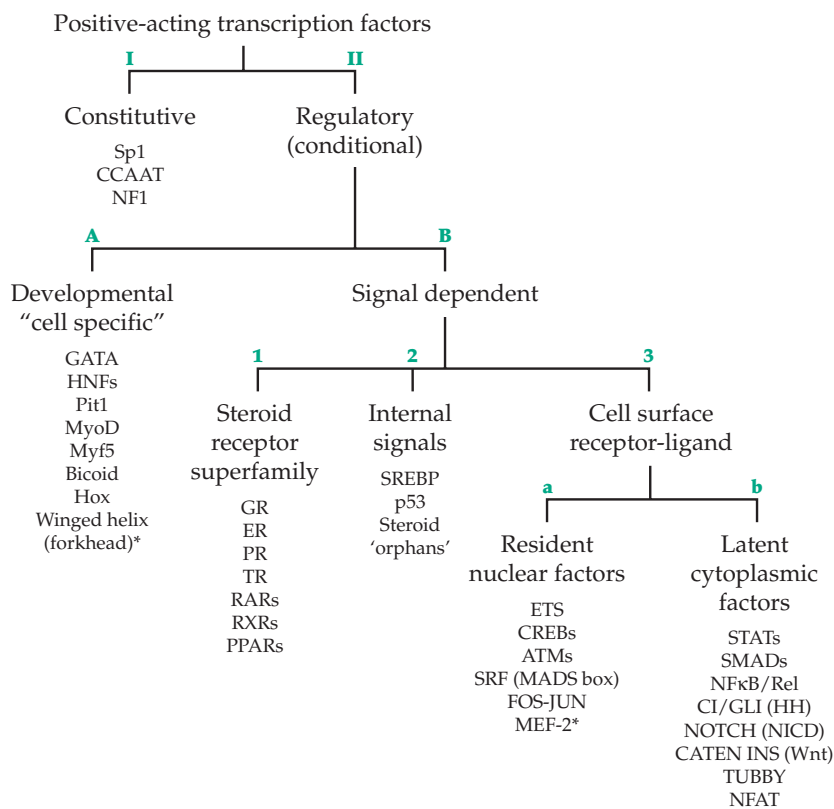 Positive-acting transcription factors
I
II
Constitutive
Sp1
CCAAT
NF1
Regulatory
(conditional)
A
B
Developmental
“cell specific”
GATA
HNFs
Pit1
MyoD
Myf5
Bicoid
Hox
Winged helix
(forkhead)*
Signal dependent
1
2
3
Steroid
receptor
superfamily
GR
ER
PR
TR
RARs
RXRs
PPARs
Internal
signals
SREBP
p53
Steroid
‘orphans’
Cell surface
receptor-ligand
a
b
Resident
nuclear factors
ETS
CREBs
ATMs
SRF (MADS box)
FOS-JUN
MEF-2*
Latent
cytoplasmic
factors
STATs
SMADs
NFκB/Rel
CI/GLI (HH)
NOTCH (NICD)
CATEN INS (Wnt)
TUBBY
NFAT